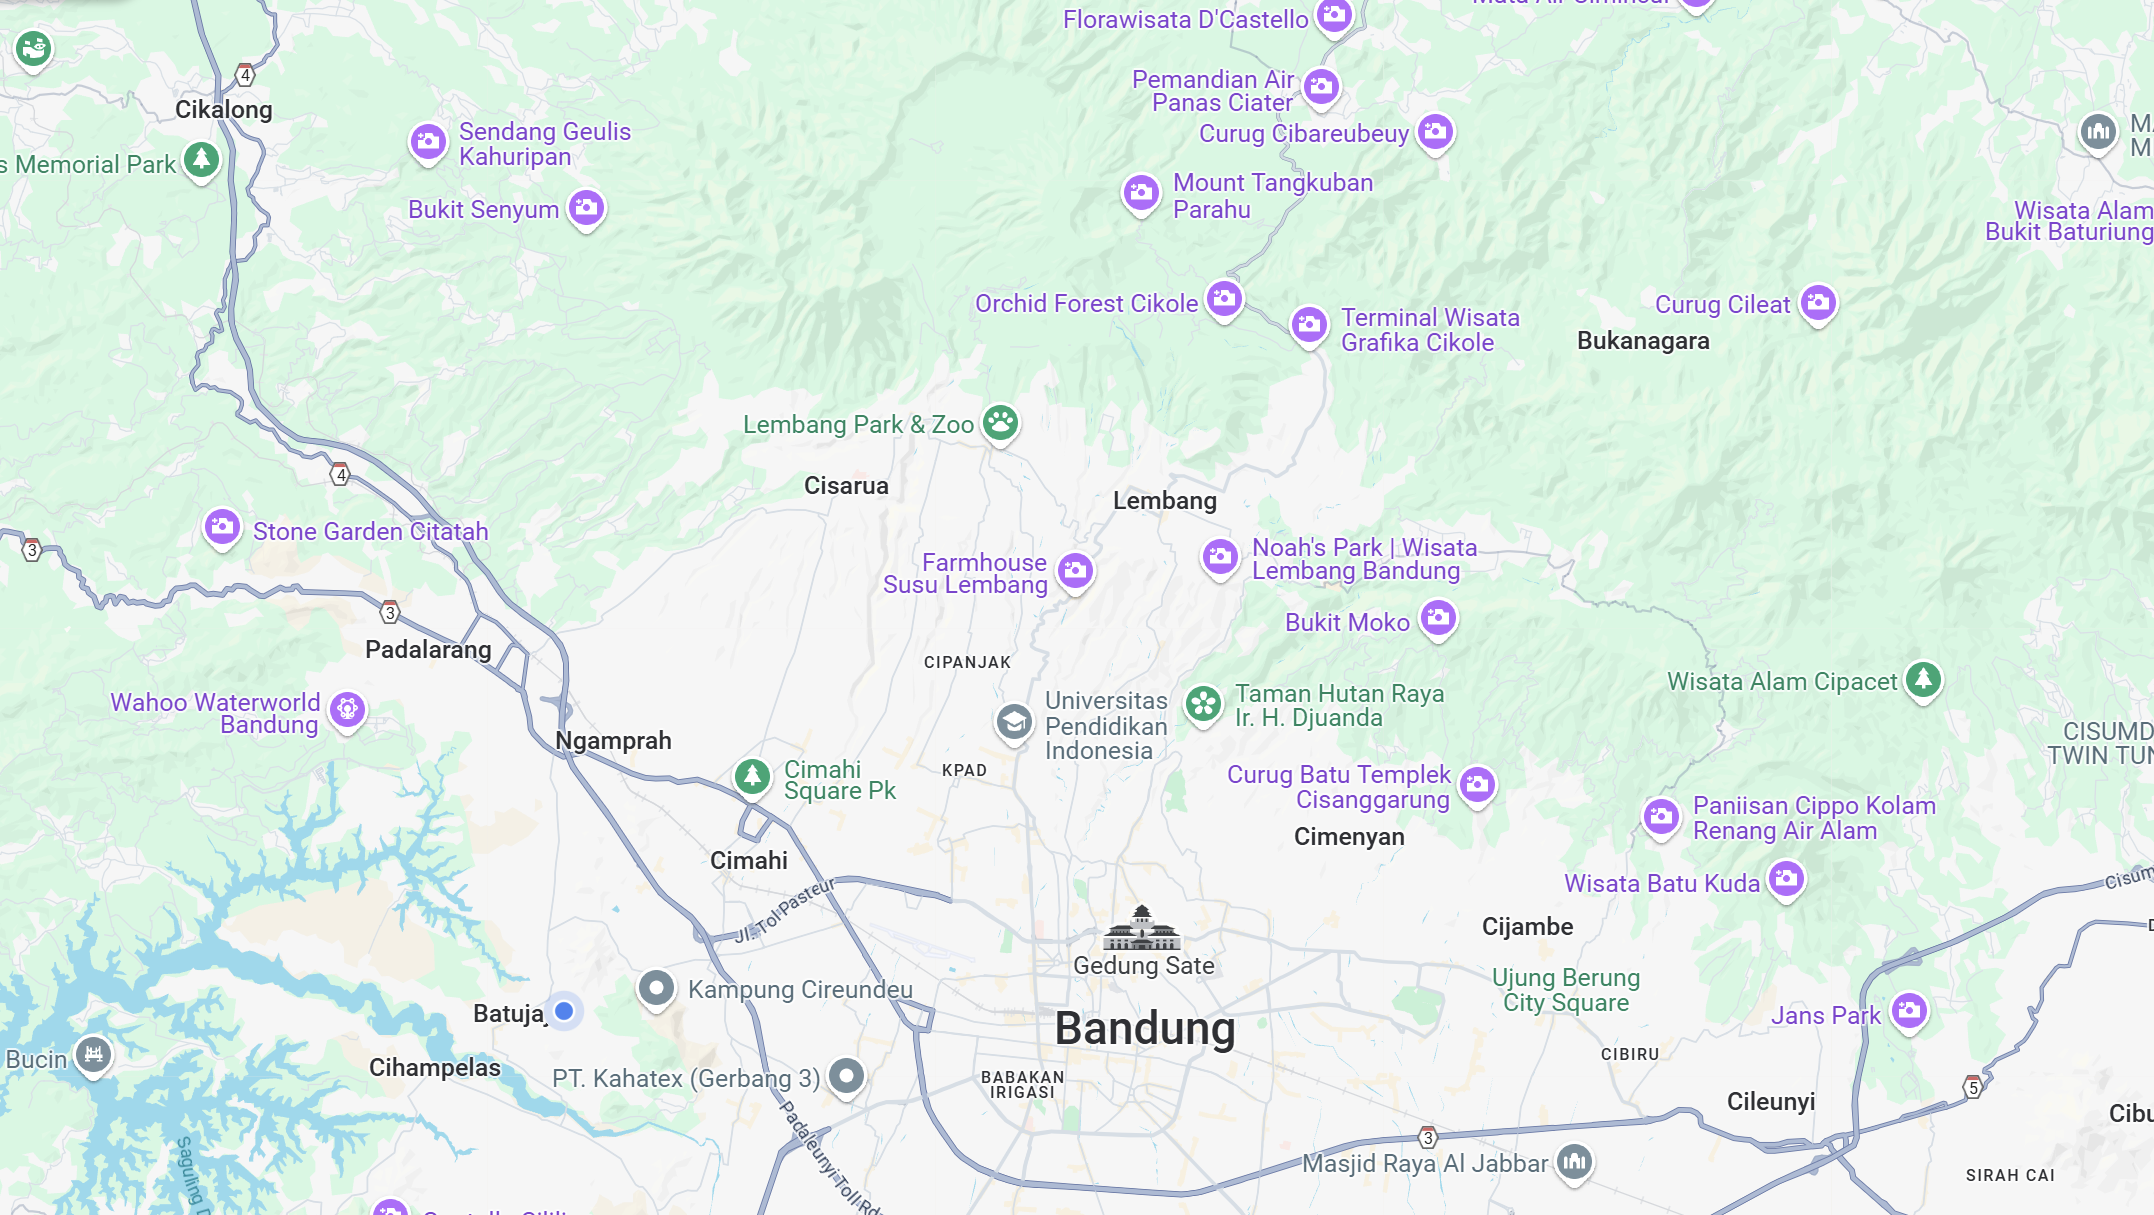 Florawisata D'Castello
4
Pemandian Air
Panas Ciater
Cikalong
Sendang Geulis
Kahuripan
Curug Cibareubeuy
s Memorial Park
Mount Tangkuban
Parahu
Bukit Senyum
Wisata Alam
Bukit Baturiung
Orchid Forest Cikole
Terminal Wisata
Grafika Cikole
Curug Cileat
Bukanagara
Lembang Park & Zoo
4
Cisarua
Lembang
Stone Garden Citatah
3
Farmhouse
Susu Lembang
Noah's Park | Wisata
Lembang Bandung
3
Bukit Moko
Padalarang
CIPANJAK
Wisata Alam Cipacet
Wahoo Waterworld
Bandung
Universitas
Pendidikan
Indonesia
Taman Hutan Raya
Ir. H. Djuanda
CISUMD
TWIN TUN
Ngamprah
KPAD
Cimahi
Square Pk
Curug Batu Templek
Cisanggarung
Paniisan Cippo Kolam
Renang Air Alam
Cimenyan
Cimahi
Jl. Tol Pasteur
Wisata Batu Kuda
Cisum
Cijambe
Gedung Sate
Ujung Berung
City Square
Kampung Cireundeu
Batujaj
Bandung
Jans Park
Bucin
Cihampelas
PT. Kahatex (Gerbang 3)
BABAKAN
IRIGASI
CIBIRU
5
Cileunyi
Cibu
3
Padaleunyi Toll Rd
Saguling D
Masjid Raya Al Jabbar
SIRAH CAI